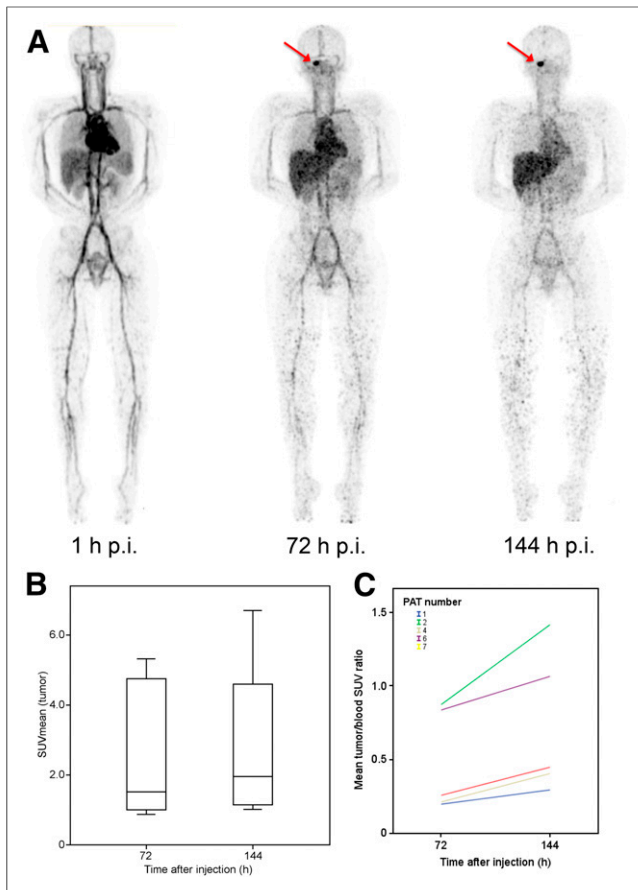 A
1 h p.i.
72 h p.i.
144 h p.i.
B
SUVmean (tumor)
6.0
4.0
2.0
0
72
144
Time after injection (h)
C
Mean tumor/blood SUV ratio
1.5
1.0
0.5
0
PAT number
1
2
4
6
7
72
144
Time after injection (h)